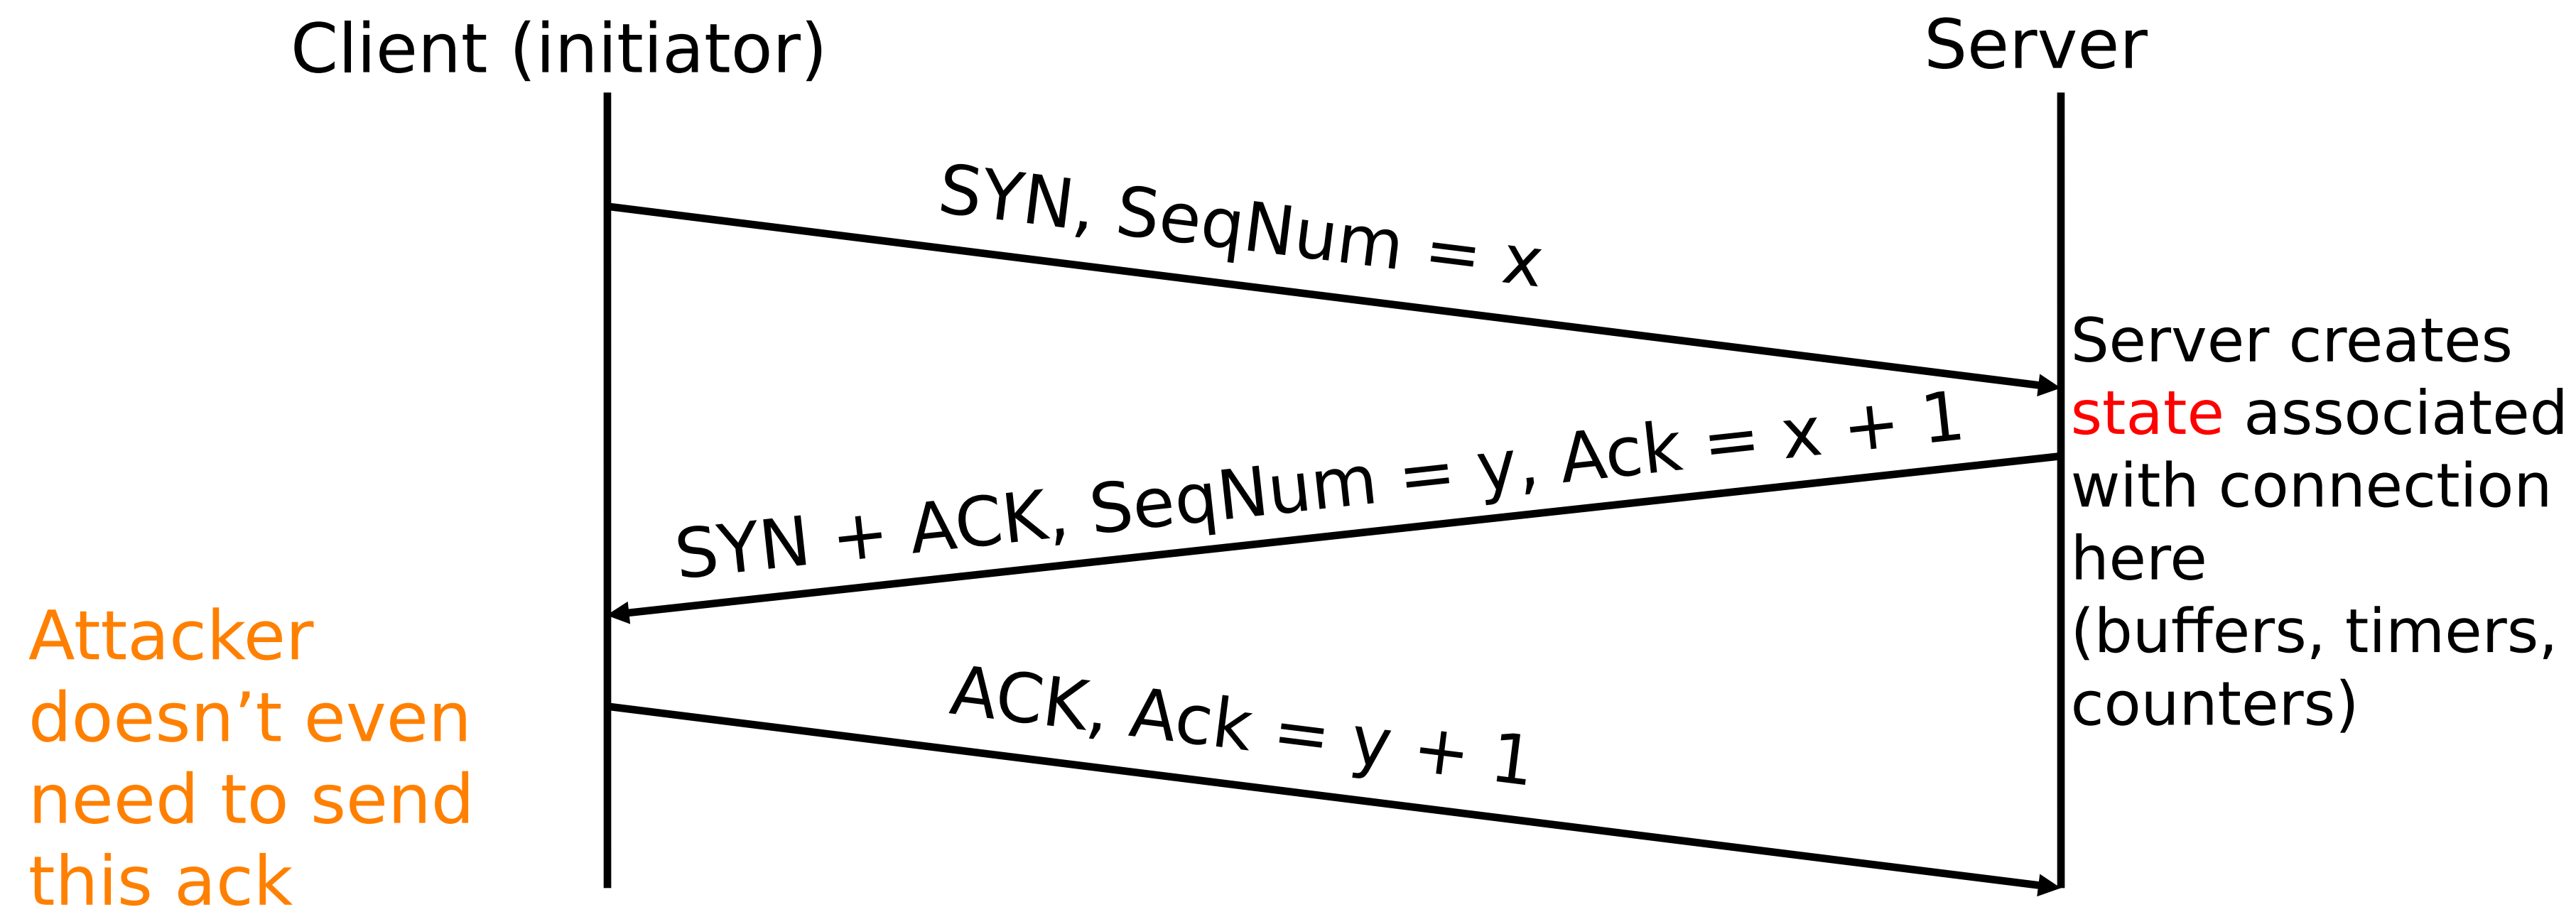 Client (initiator)
Server
SYN, SeqNum = x
Server creates
state associated
with connection
here
(buffers, timers,
counters)
SYN + ACK, SeqNum = y, Ack = x + 1
Attacker
doesn’t even
need to send
this ack
ACK, Ack = y + 1